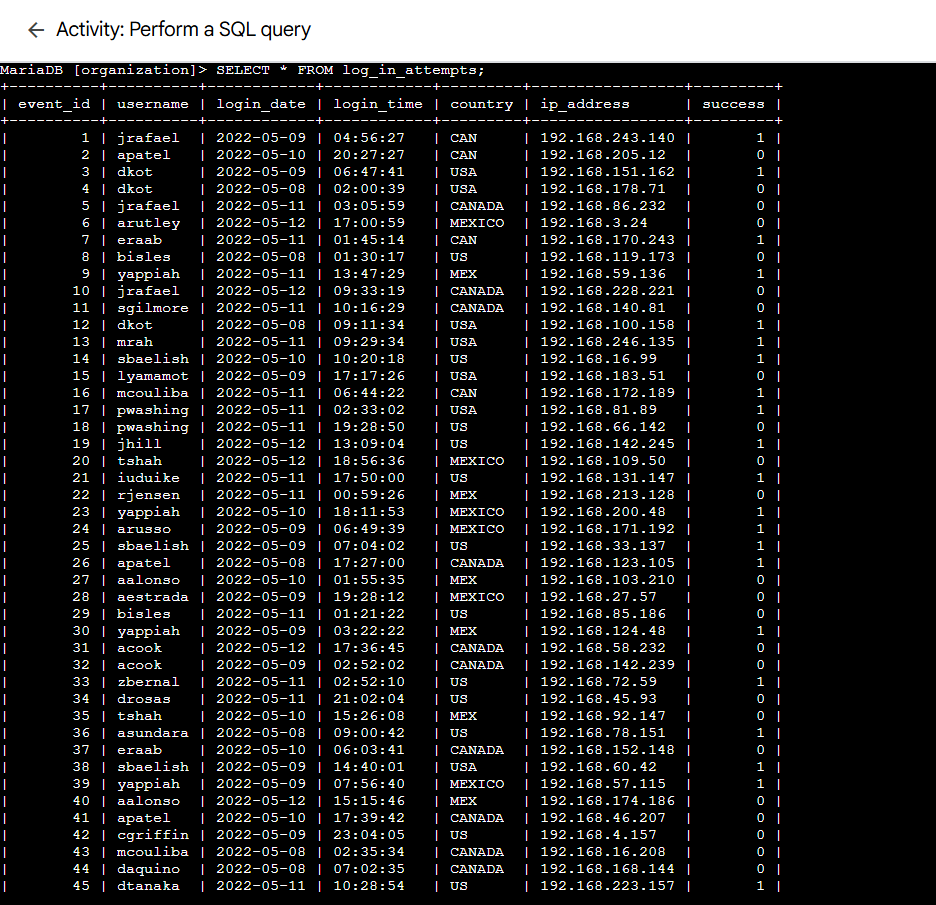 ← Activity: Perform a SQL query
MariaDB [organization]> SELECT * FROM log_in_attempts;
+----------+----------+------------+------------+---------+-----------------+---------+
| event_id | username | login_date | login_time | country | ip_address      | success |
+----------+----------+------------+------------+---------+-----------------+---------+
|        1 | jrafael  | 2022-05-09 | 04:56:27   | CAN     | 192.168.243.140 |       1 |
|        2 | apatel   | 2022-05-10 | 20:27:27   | CAN     | 192.168.205.12  |       0 |
|        3 | dkot     | 2022-05-09 | 06:47:41   | USA     | 192.168.151.162 |       1 |
|        4 | dkot     | 2022-05-08 | 02:00:39   | USA     | 192.168.178.71  |       0 |
|        5 | jrafael  | 2022-05-11 | 03:05:59   | CANADA  | 192.168.86.232  |       0 |
|        6 | arutley  | 2022-05-12 | 17:00:59   | MEXICO  | 192.168.3.24    |       0 |
|        7 | eraab    | 2022-05-11 | 01:45:14   | CAN     | 192.168.170.243 |       1 |
|        8 | bisles   | 2022-05-08 | 01:30:17   | US      | 192.168.119.173 |       0 |
|        9 | yappiah  | 2022-05-11 | 13:47:29   | MEX     | 192.168.59.136  |       1 |
|       10 | jrafael  | 2022-05-12 | 09:33:19   | CANADA  | 192.168.228.221 |       0 |
|       11 | sgilmore | 2022-05-11 | 10:16:29   | CANADA  | 192.168.140.81  |       0 |
|       12 | dkot     | 2022-05-08 | 09:11:34   | USA     | 192.168.100.158 |       1 |
|       13 | mrah     | 2022-05-11 | 09:29:34   | USA     | 192.168.246.135 |       1 |
|       14 | sbaelish | 2022-05-10 | 10:20:18   | US      | 192.168.16.99   |       1 |
|       15 | lyamamot | 2022-05-09 | 17:17:26   | USA     | 192.168.183.51  |       0 |
|       16 | mcouliba | 2022-05-11 | 06:44:22   | CAN     | 192.168.172.189 |       1 |
|       17 | pwashing | 2022-05-11 | 02:33:02   | USA     | 192.168.81.89   |       1 |
|       18 | pwashing | 2022-05-11 | 19:28:50   | US      | 192.168.66.142  |       0 |
|       19 | jhill    | 2022-05-12 | 13:09:04   | US      | 192.168.142.245 |       1 |
|       20 | tshah    | 2022-05-12 | 18:56:36   | MEXICO  | 192.168.109.50  |       0 |
|       21 | iuduike  | 2022-05-11 | 17:50:00   | US      | 192.168.131.147 |       1 |
|       22 | rjensen  | 2022-05-11 | 00:59:26   | MEX     | 192.168.213.128 |       0 |
|       23 | yappiah  | 2022-05-10 | 18:11:53   | MEXICO  | 192.168.200.48  |       1 |
|       24 | arusso   | 2022-05-09 | 06:49:39   | MEXICO  | 192.168.171.192 |       1 |
|       25 | sbaelish | 2022-05-09 | 07:04:02   | US      | 192.168.33.137  |       1 |
|       26 | apatel   | 2022-05-08 | 17:27:00   | CANADA  | 192.168.123.105 |       1 |
|       27 | aalonso  | 2022-05-10 | 01:55:35   | MEX     | 192.168.103.210 |       0 |
|       28 | aestrada | 2022-05-09 | 19:28:12   | MEXICO  | 192.168.27.57   |       0 |
|       29 | bisles   | 2022-05-11 | 01:21:22   | US      | 192.168.85.186  |       0 |
|       30 | yappiah  | 2022-05-09 | 03:22:22   | MEX     | 192.168.124.48  |       1 |
|       31 | acook    | 2022-05-12 | 17:36:45   | CANADA  | 192.168.58.232  |       0 |
|       32 | acook    | 2022-05-09 | 02:52:02   | CANADA  | 192.168.142.239 |       0 |
|       33 | zbernal  | 2022-05-11 | 02:52:10   | US      | 192.168.72.59   |       1 |
|       34 | drosas   | 2022-05-11 | 21:02:04   | US      | 192.168.45.93   |       0 |
|       35 | tshah    | 2022-05-10 | 15:26:08   | MEX     | 192.168.92.147  |       0 |
|       36 | asundara | 2022-05-08 | 09:00:42   | US      | 192.168.78.151  |       1 |
|       37 | eraab    | 2022-05-10 | 06:03:41   | CANADA  | 192.168.152.148 |       0 |
|       38 | sbaelish | 2022-05-09 | 14:40:01   | USA     | 192.168.60.42   |       1 |
|       39 | yappiah  | 2022-05-09 | 07:56:40   | MEXICO  | 192.168.57.115  |       1 |
|       40 | aalonso  | 2022-05-12 | 15:15:46   | MEX     | 192.168.174.186 |       0 |
|       41 | apatel   | 2022-05-10 | 17:39:42   | CANADA  | 192.168.46.207  |       0 |
|       42 | cgriffin | 2022-05-09 | 23:04:05   | US      | 192.168.4.157   |       0 |
|       43 | mcouliba | 2022-05-08 | 02:35:34   | CANADA  | 192.168.16.208  |       0 |
|       44 | daquino  | 2022-05-08 | 07:02:35   | CANADA  | 192.168.168.144 |       0 |
|       45 | dtanaka  | 2022-05-11 | 10:28:54   | US      | 192.168.223.157 |       1 |